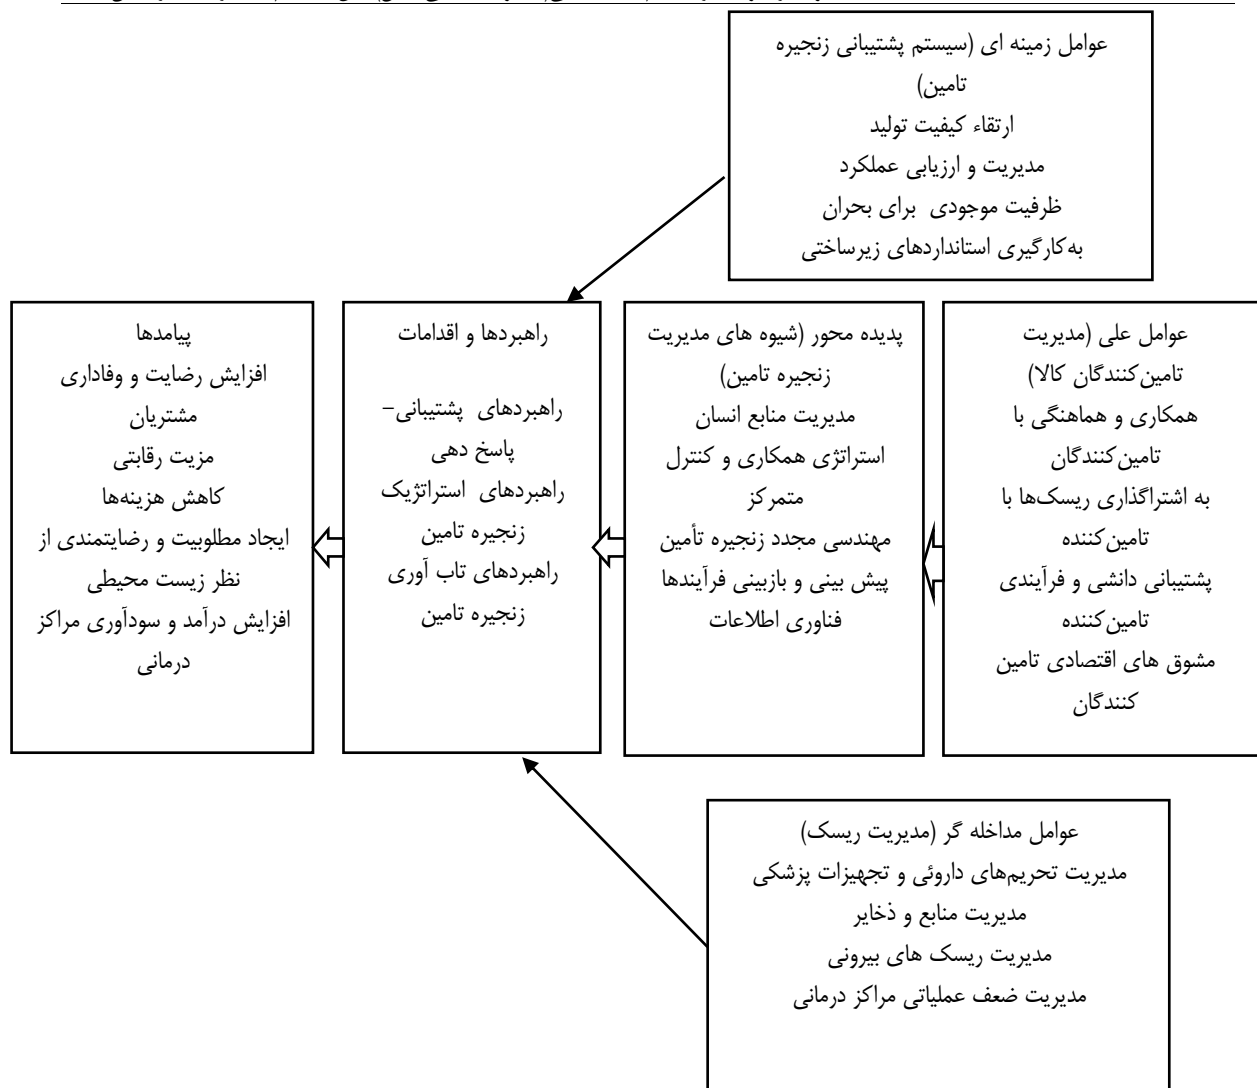 عوامل زمینه ای (سیستم پشتیبانی زنجیره
تامین)
ارتقاء کیفیت تولید
مدیریت و ارزیابی عملکرد
ظرفیت موجودی برای بحران
به‌کارگیری استانداردهای زیرساختی
عوامل علی (مدیریت
تامین‌کنندگان کالا)
همکاری و هماهنگی با
تامین‌کنندگان
به اشتراگذاری ریسک‌ها با
تامین‌کننده
پشتیبانی دانشی و فرآیندی
تامین‌کننده
مشوق های اقتصادی تامین
کنندگان
پدیده محور (شیوه های مدیریت
زنجیره تامین)
مدیریت منابع انسان
استراتژی همکاری و کنترل
متمرکز
مهندسی مجدد زنجیره تأمین
پیش بینی و بازبینی فرآیندها
فناوری اطلاعات
راهبردها و اقدامات
راهبردهای پشتیبانی–
پاسخ دهی
راهبردهای استراتژیک
زنجیره تامین
راهبردهای تاب آوری
زنجیره تامین
پیامدها
افزایش رضایت و وفاداری
مشتریان
مزیت رقابتی
کاهش هزینه‌ها
ایجاد مطلوبیت و رضایتمندی از
نظر زیست محیطی
افزایش درآمد و سودآوری مراکز
درمانی
عوامل مداخله گر (مدیریت ریسک)
مدیریت تحریم‌های داروئی و تجهیزات پزشکی
مدیریت منابع و ذخایر
مدیریت ریسک های بیرونی
مدیریت ضعف عملیاتی مراکز درمانی